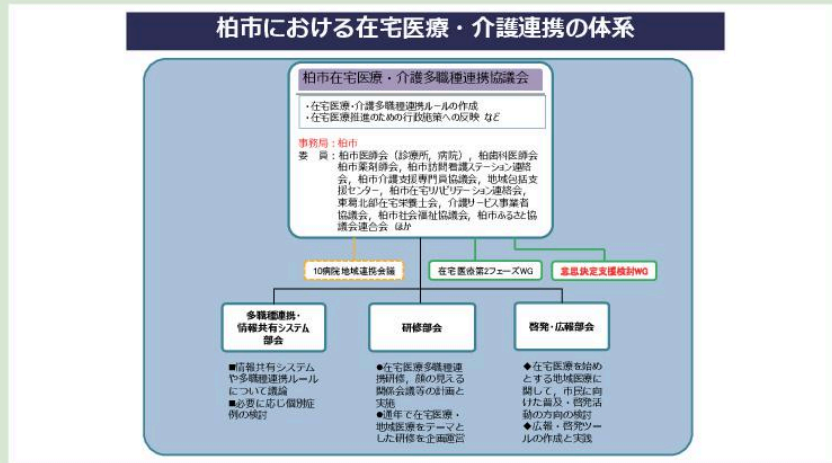 柏市における在宅医療・介護連携の体系
柏市在宅医療・介護多職種連携協議会
・在宅医療・介護多職種連携ルールの作成
・在宅医療推進のための行政施策への反映 など
事務局：柏市
委　員：柏市医師会（診療所，病院），柏歯科医師会
柏市薬剤師会，柏市訪問看護ステーション連絡
会，柏市介護支援専門員協議会，地域包括支
援センター，柏市在宅リハビリテーション連絡会，
東葛北部在宅栄養士会，介護サービス事業者
協議会，柏市社会福祉協議会，柏市ふるさと協
議会連合会 ほか
10病院地域連携会議
在宅医療第2フェーズWG
意思決定支援検討WG
多職種連携・
情報共有システム
部会
研修部会
啓発・広報部会
■情報共有システム
や多職種連携ルール
について議論
■必要に応じ個別症
例の検討
●在宅医療多職種連
携研修，顔の見える
関係会議等の計画と
実施
●通年で在宅医療・
地域医療をテーマと
した研修を企画運営
◆在宅医療を始め
とする地域医療に
関して，市民に向
けた普及・啓発活
動の方向の検討
◆広報・啓発ツー
ルの作成と実践